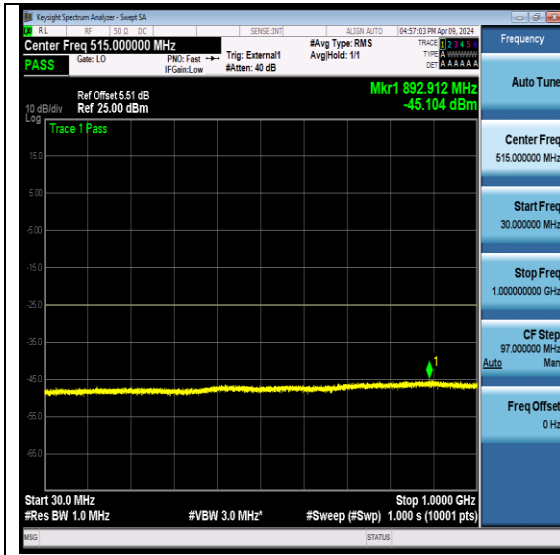 Keysight Spectrum Analyzer - Swept SA
RL RF 50 Ω DC SENSE:INT ALIGN AUTO 04:57:03 PM Apr 09, 2024
Center Freq 515.000000 MHz
PASS
Gate: LO
PNO: Fast
IFGain:Low
Trig: External1
#Atten: 40 dB
#Avg Type: RMS
Avg|Hold: 1/1
TRACE 1 2 3 4 5 6
TYPE A WWWWW
DET A A A A A A
Mkr1 892.912 MHz
-45.104 dBm
Ref Offset 5.51 dB
10 dB/div Ref 25.00 dBm
Log
Trace 1 Pass
15.0
5.00
-5.00
-15.0
-25.0
-35.0
-45.0
-55.0
-65.0
1
Start 30.0 MHz Stop 1.0000 GHz
#Res BW 1.0 MHz #VBW 3.0 MHz* #Sweep (#Swp) 1.000 s (10001 pts)
MSG STATUS
Frequency
Auto Tune
Center Freq
515.000000 MHz
Start Freq
30.000000 MHz
Stop Freq
1.000000000 GHz
CF Step
97.000000 MHz
Auto Man
Freq Offset
0 Hz